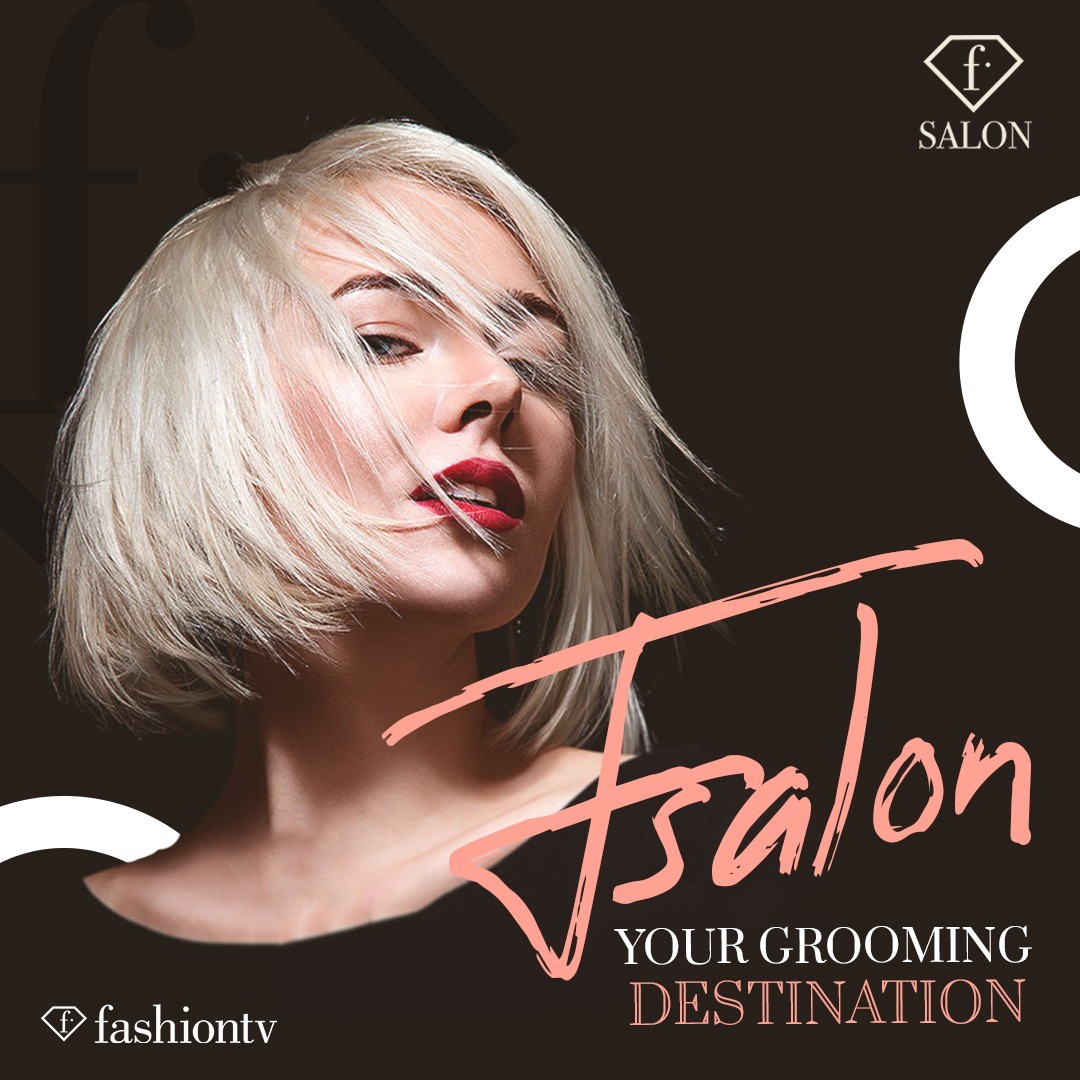 f.
SALON
fsalon
YOUR GROOMING
DESTINATION
f.
fashiontv